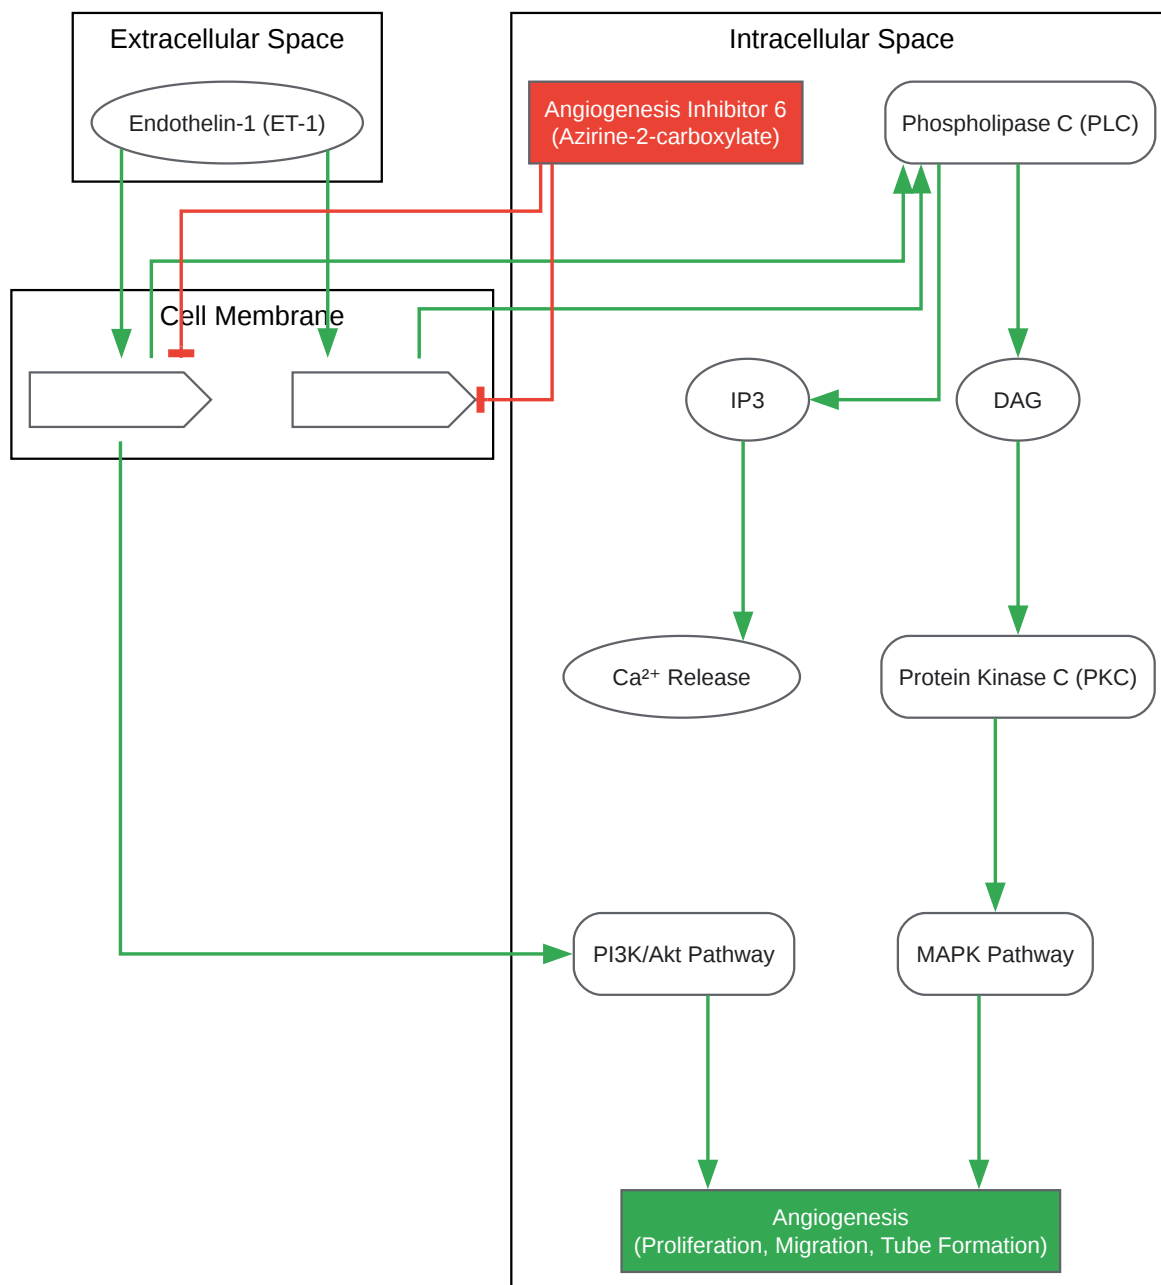 Extracellular Space
Endothelin-1 (ET-1)
Intracellular Space
Angiogenesis Inhibitor 6
(Azirine-2-carboxylate)
Phospholipase C (PLC)
Cell Membrane
IP3
DAG
Ca²⁺ Release
Protein Kinase C (PKC)
PI3K/Akt Pathway
MAPK Pathway
Angiogenesis
(Proliferation, Migration, Tube Formation)